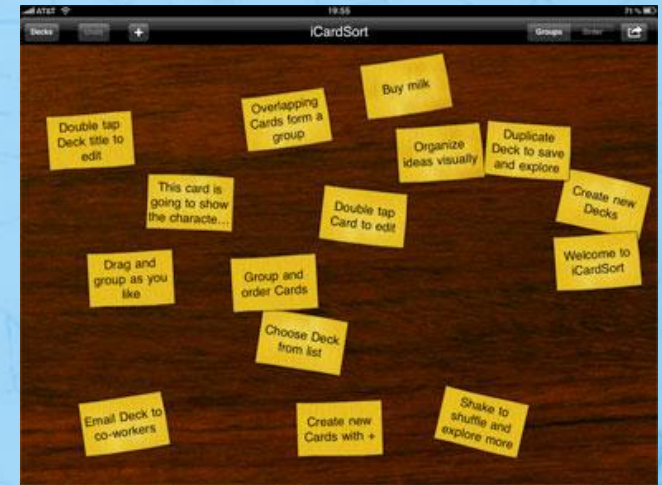 AT&T 19:55 71%
Decks Undo + iCardSort Groups Order
Buy milk
Overlapping
Cards form a
group
Double tap
Deck title to
edit
Organize
ideas visually
Duplicate
Deck to save
and explore
This card is
going to show
the characte...
Double tap
Card to edit
Create new
Decks
Welcome to
iCardSort
Drag and
group as you
like
Group and
order Cards
Choose Deck
from list
Email Deck to
co-workers
Create new
Cards with +
Shake to
shuffle and
explore more